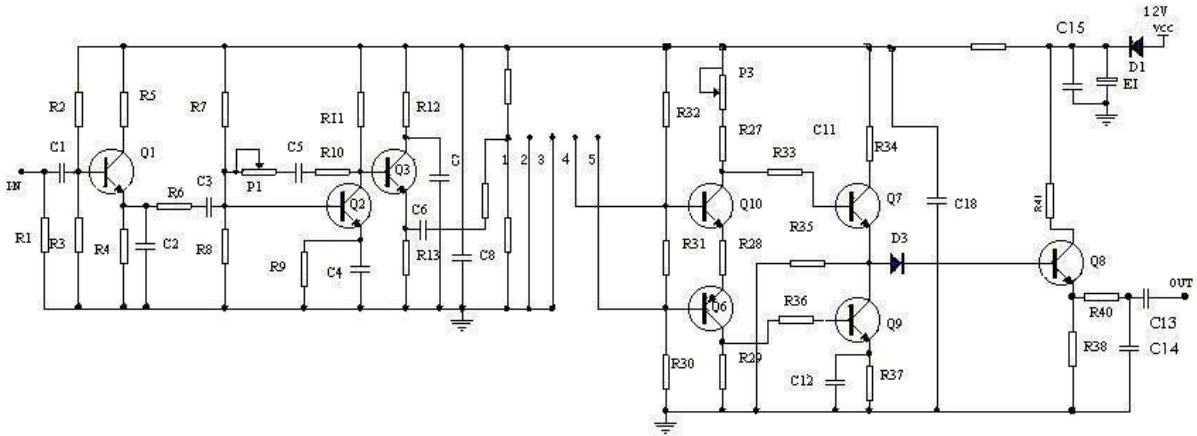 12V
VCC
C15
D1
EI
P3
R2
R5
R7
R11
R12
R32
R27
C11
R34
C1
Q1
C5
R10
R33
Q3
P1
IN
R6
C3
Q2
C6
1
2
3
4
5
Q10
Q7
R35
C18
R41
R1
R3
R4
C2
R8
R9
C4
R13
C8
R31
R28
D3
Q8
Q6
R36
Q9
OUT
R40
C13
R30
R29
C12
R37
R38
C14